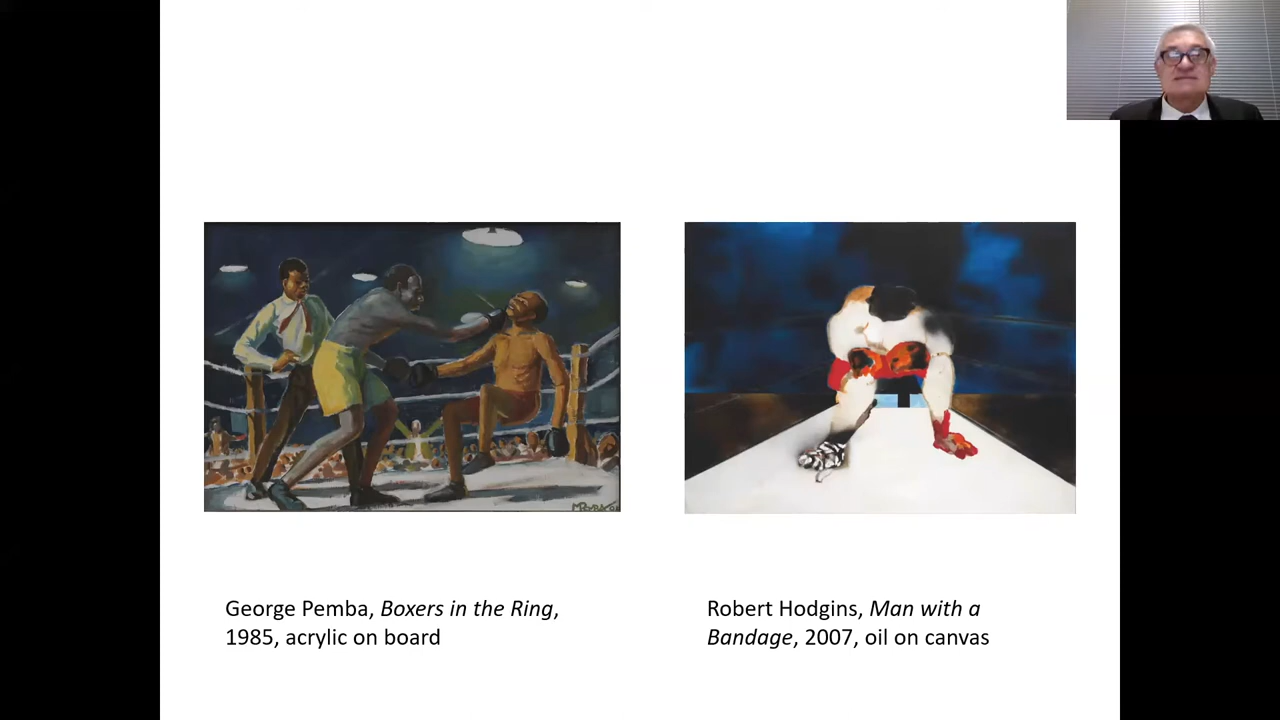 George Pemba, Boxers in the Ring,
1985, acrylic on board
Robert Hodgins, Man with a
Bandage, 2007, oil on canvas